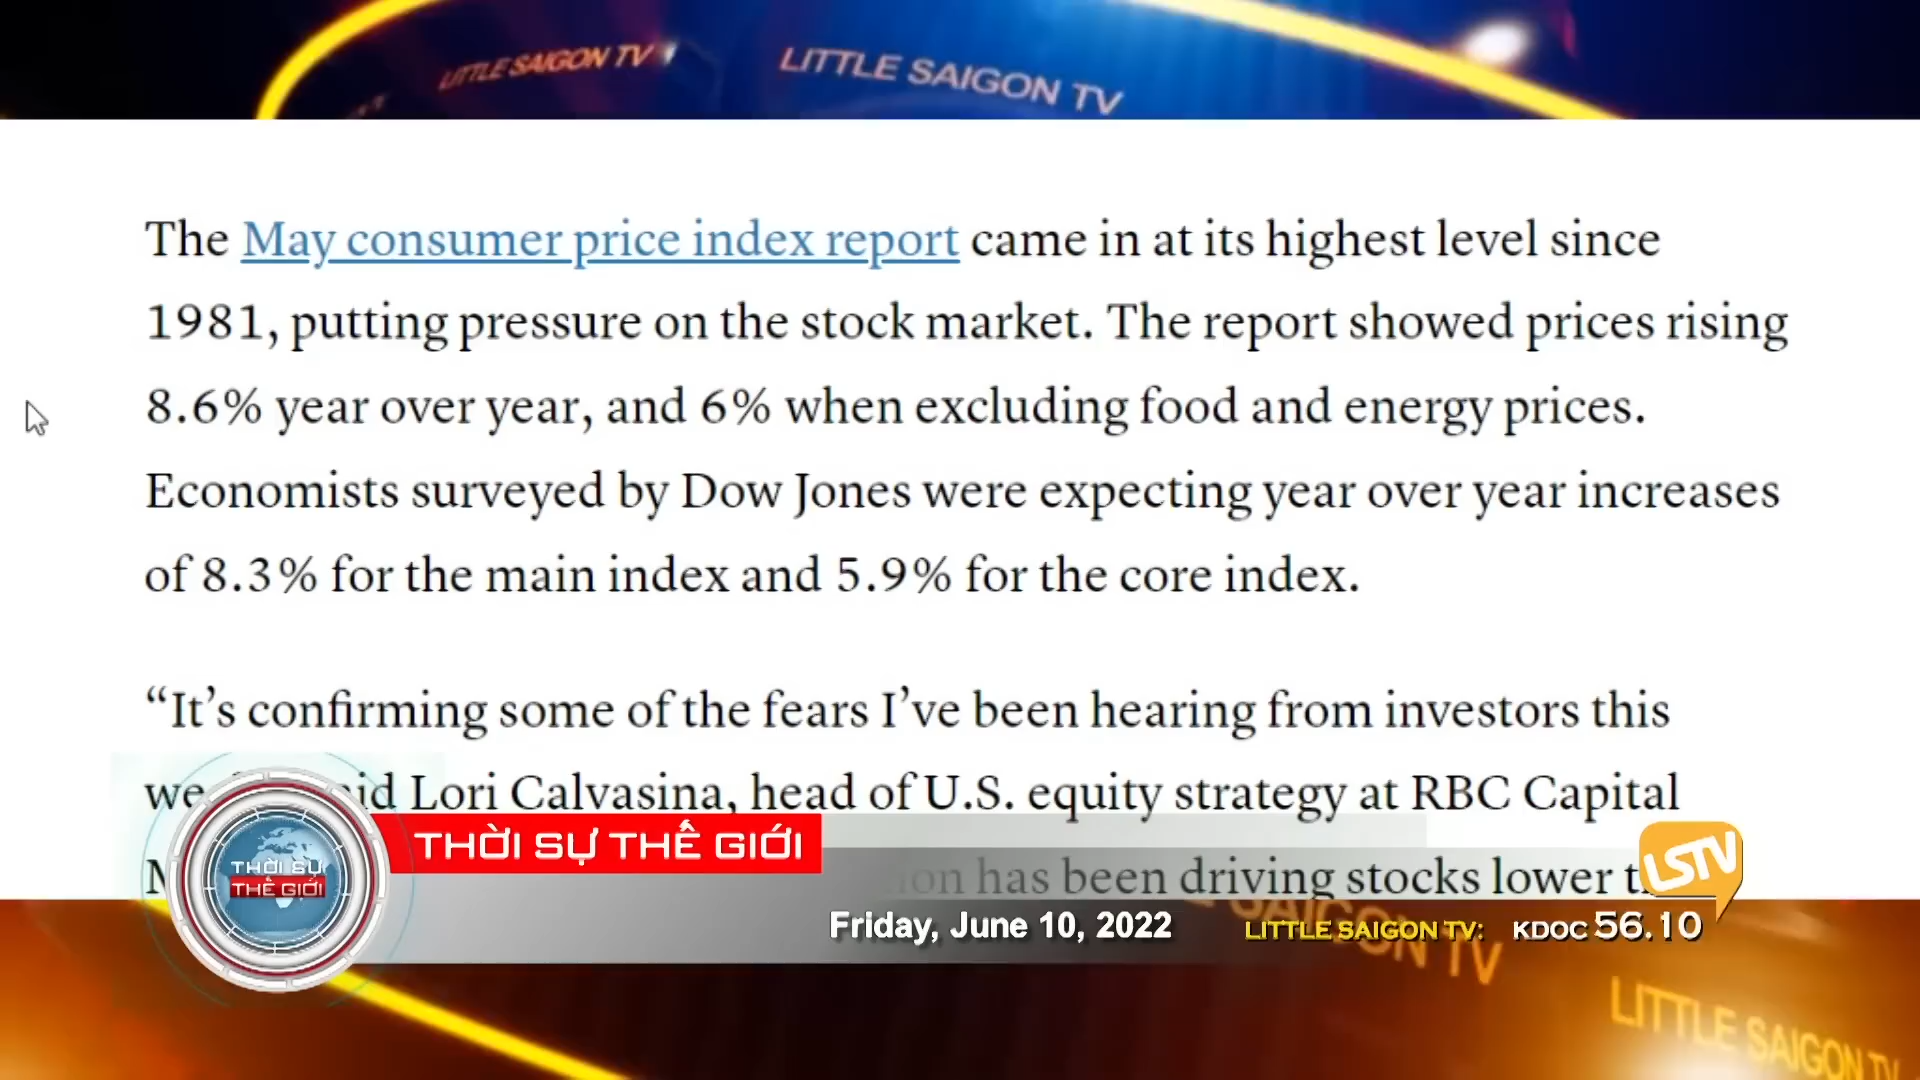 LITTLE SAIGON TV
LITTLE SAIGON TV
The May consumer price index report came in at its highest level since
1981, putting pressure on the stock market. The report showed prices rising
8.6% year over year, and 6% when excluding food and energy prices.
Economists surveyed by Dow Jones were expecting year over year increases
of 8.3% for the main index and 5.9% for the core index.
“It’s confirming some of the fears I’ve been hearing from investors this
Lori Calvasina, head of U.S. equity strategy at RBC Capital
has been driving stocks lower
THỜI SỰ THẾ GIỚI
THỜI SỰ
THẾ GIỚI
LSTV
Friday, June 10, 2022
LITTLE SAIGON TV: KDOC 56.10
SAIGON TV
LITTLE SAIGON TV